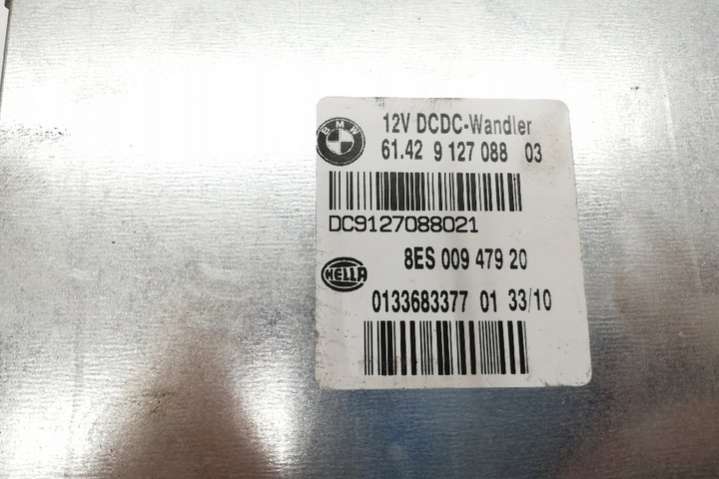 BMW
12V DCDC-Wandler
61.42 9 127 088 03
DC9127088021
8ES 009 479 20
HELLA
0133683377 01 33/10